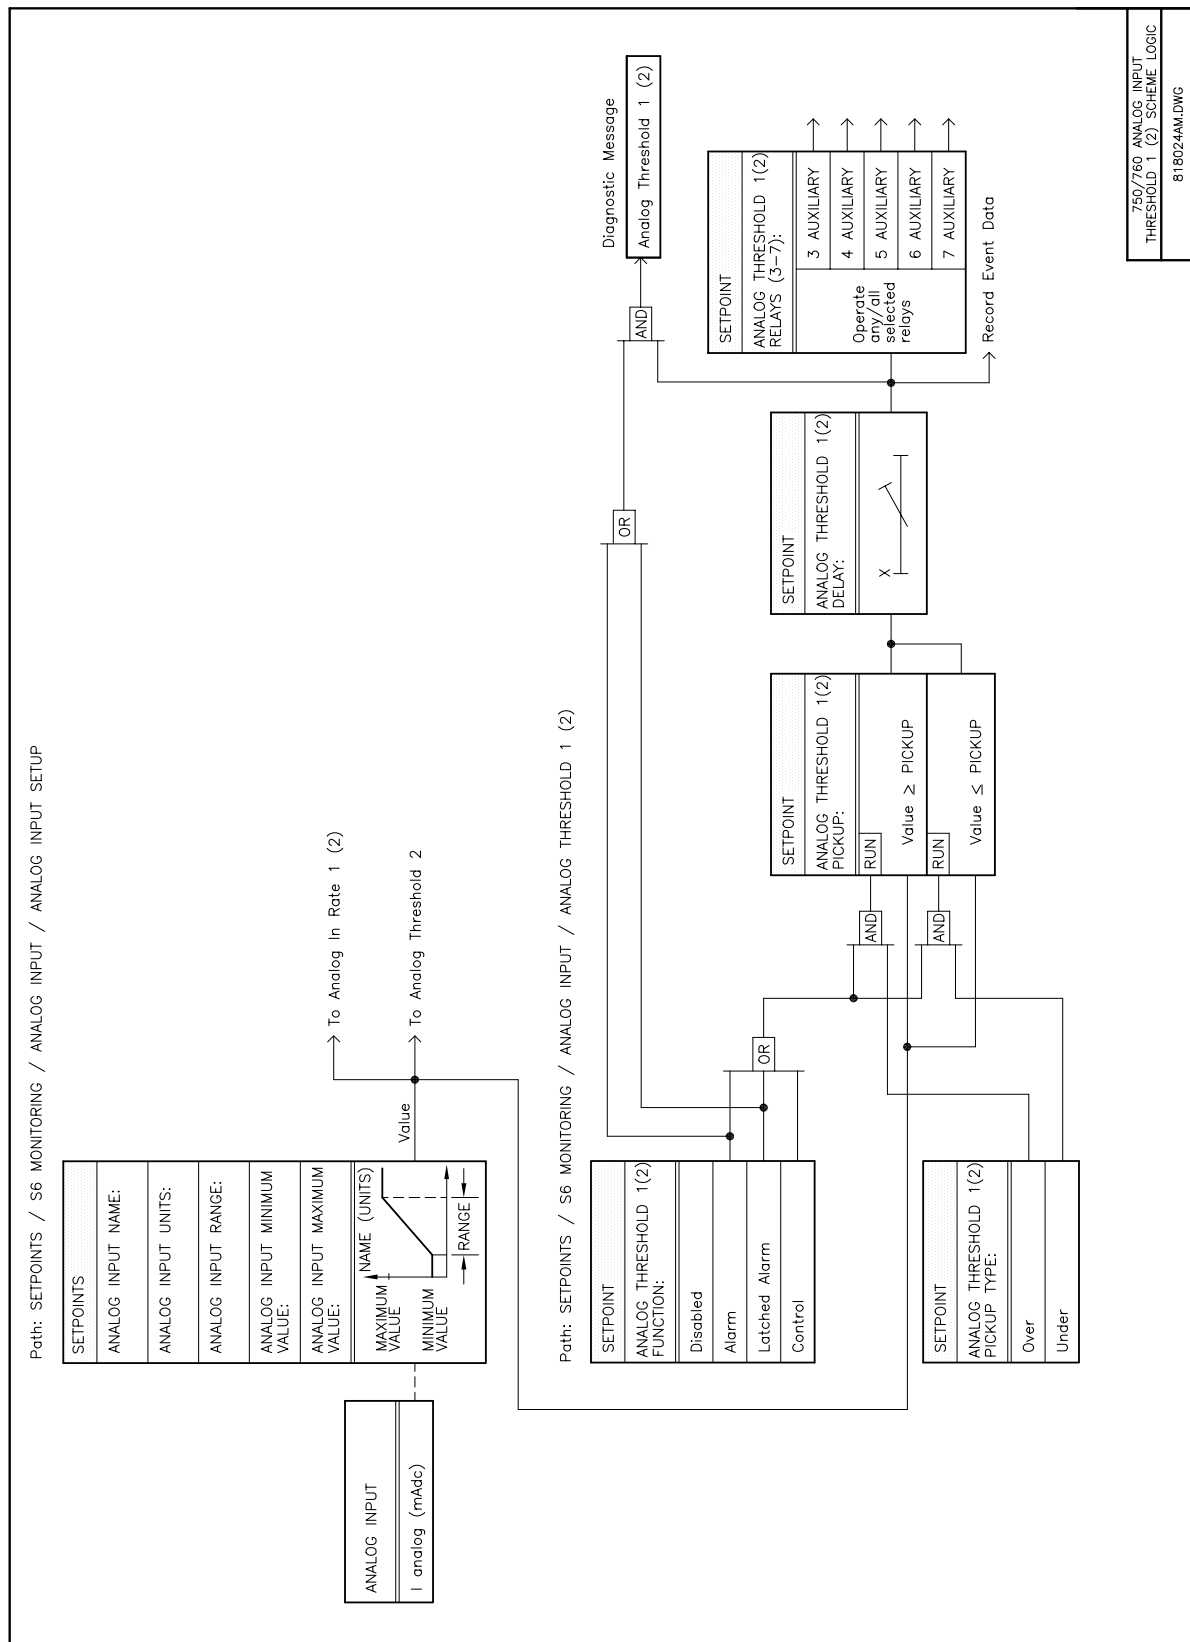 Path: SETPOINTS / S6 MONITORING / ANALOG INPUT / ANALOG INPUT SETUP
ANALOG INPUT
I analog (mAdc)
SETPOINTS
ANALOG INPUT NAME:
ANALOG INPUT UNITS:
ANALOG INPUT RANGE:
ANALOG INPUT MINIMUM
VALUE:
ANALOG INPUT MAXIMUM
VALUE:
NAME (UNITS)
MAXIMUM
VALUE
MINIMUM
VALUE
RANGE
Value
To Analog In Rate 1 (2)
To Analog Threshold 2
Path: SETPOINTS / S6 MONITORING / ANALOG INPUT / ANALOG THRESHOLD 1 (2)
SETPOINT
ANALOG THRESHOLD 1(2)
FUNCTION:
Disabled
Alarm
Latched Alarm
Control
OR
OR
AND
Diagnostic Message
Analog Threshold 1 (2)
SETPOINT
ANALOG THRESHOLD 1(2)
PICKUP TYPE:
Over
Under
AND
AND
SETPOINT
ANALOG THRESHOLD 1(2)
PICKUP:
RUN
Value ≥ PICKUP
RUN
Value ≤ PICKUP
SETPOINT
ANALOG THRESHOLD 1(2)
DELAY:
X
SETPOINT
ANALOG THRESHOLD 1(2)
RELAYS (3-7):
Operate
any/all
selected
relays
3 AUXILIARY
4 AUXILIARY
5 AUXILIARY
6 AUXILIARY
7 AUXILIARY
Record Event Data
750/760 ANALOG INPUT
THRESHOLD 1 (2) SCHEME LOGIC
818024AM.DWG